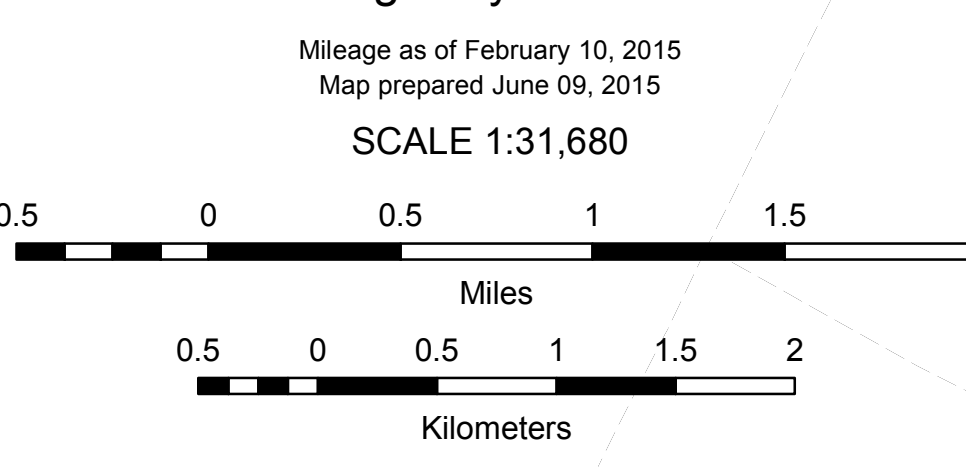 Mileage as of February 10, 2015
Map prepared June 09, 2015
SCALE 1:31,680
0.5 0 0.5 1 1.5
Miles
0.5 0 0.5 1 1.5 2
Kilometers